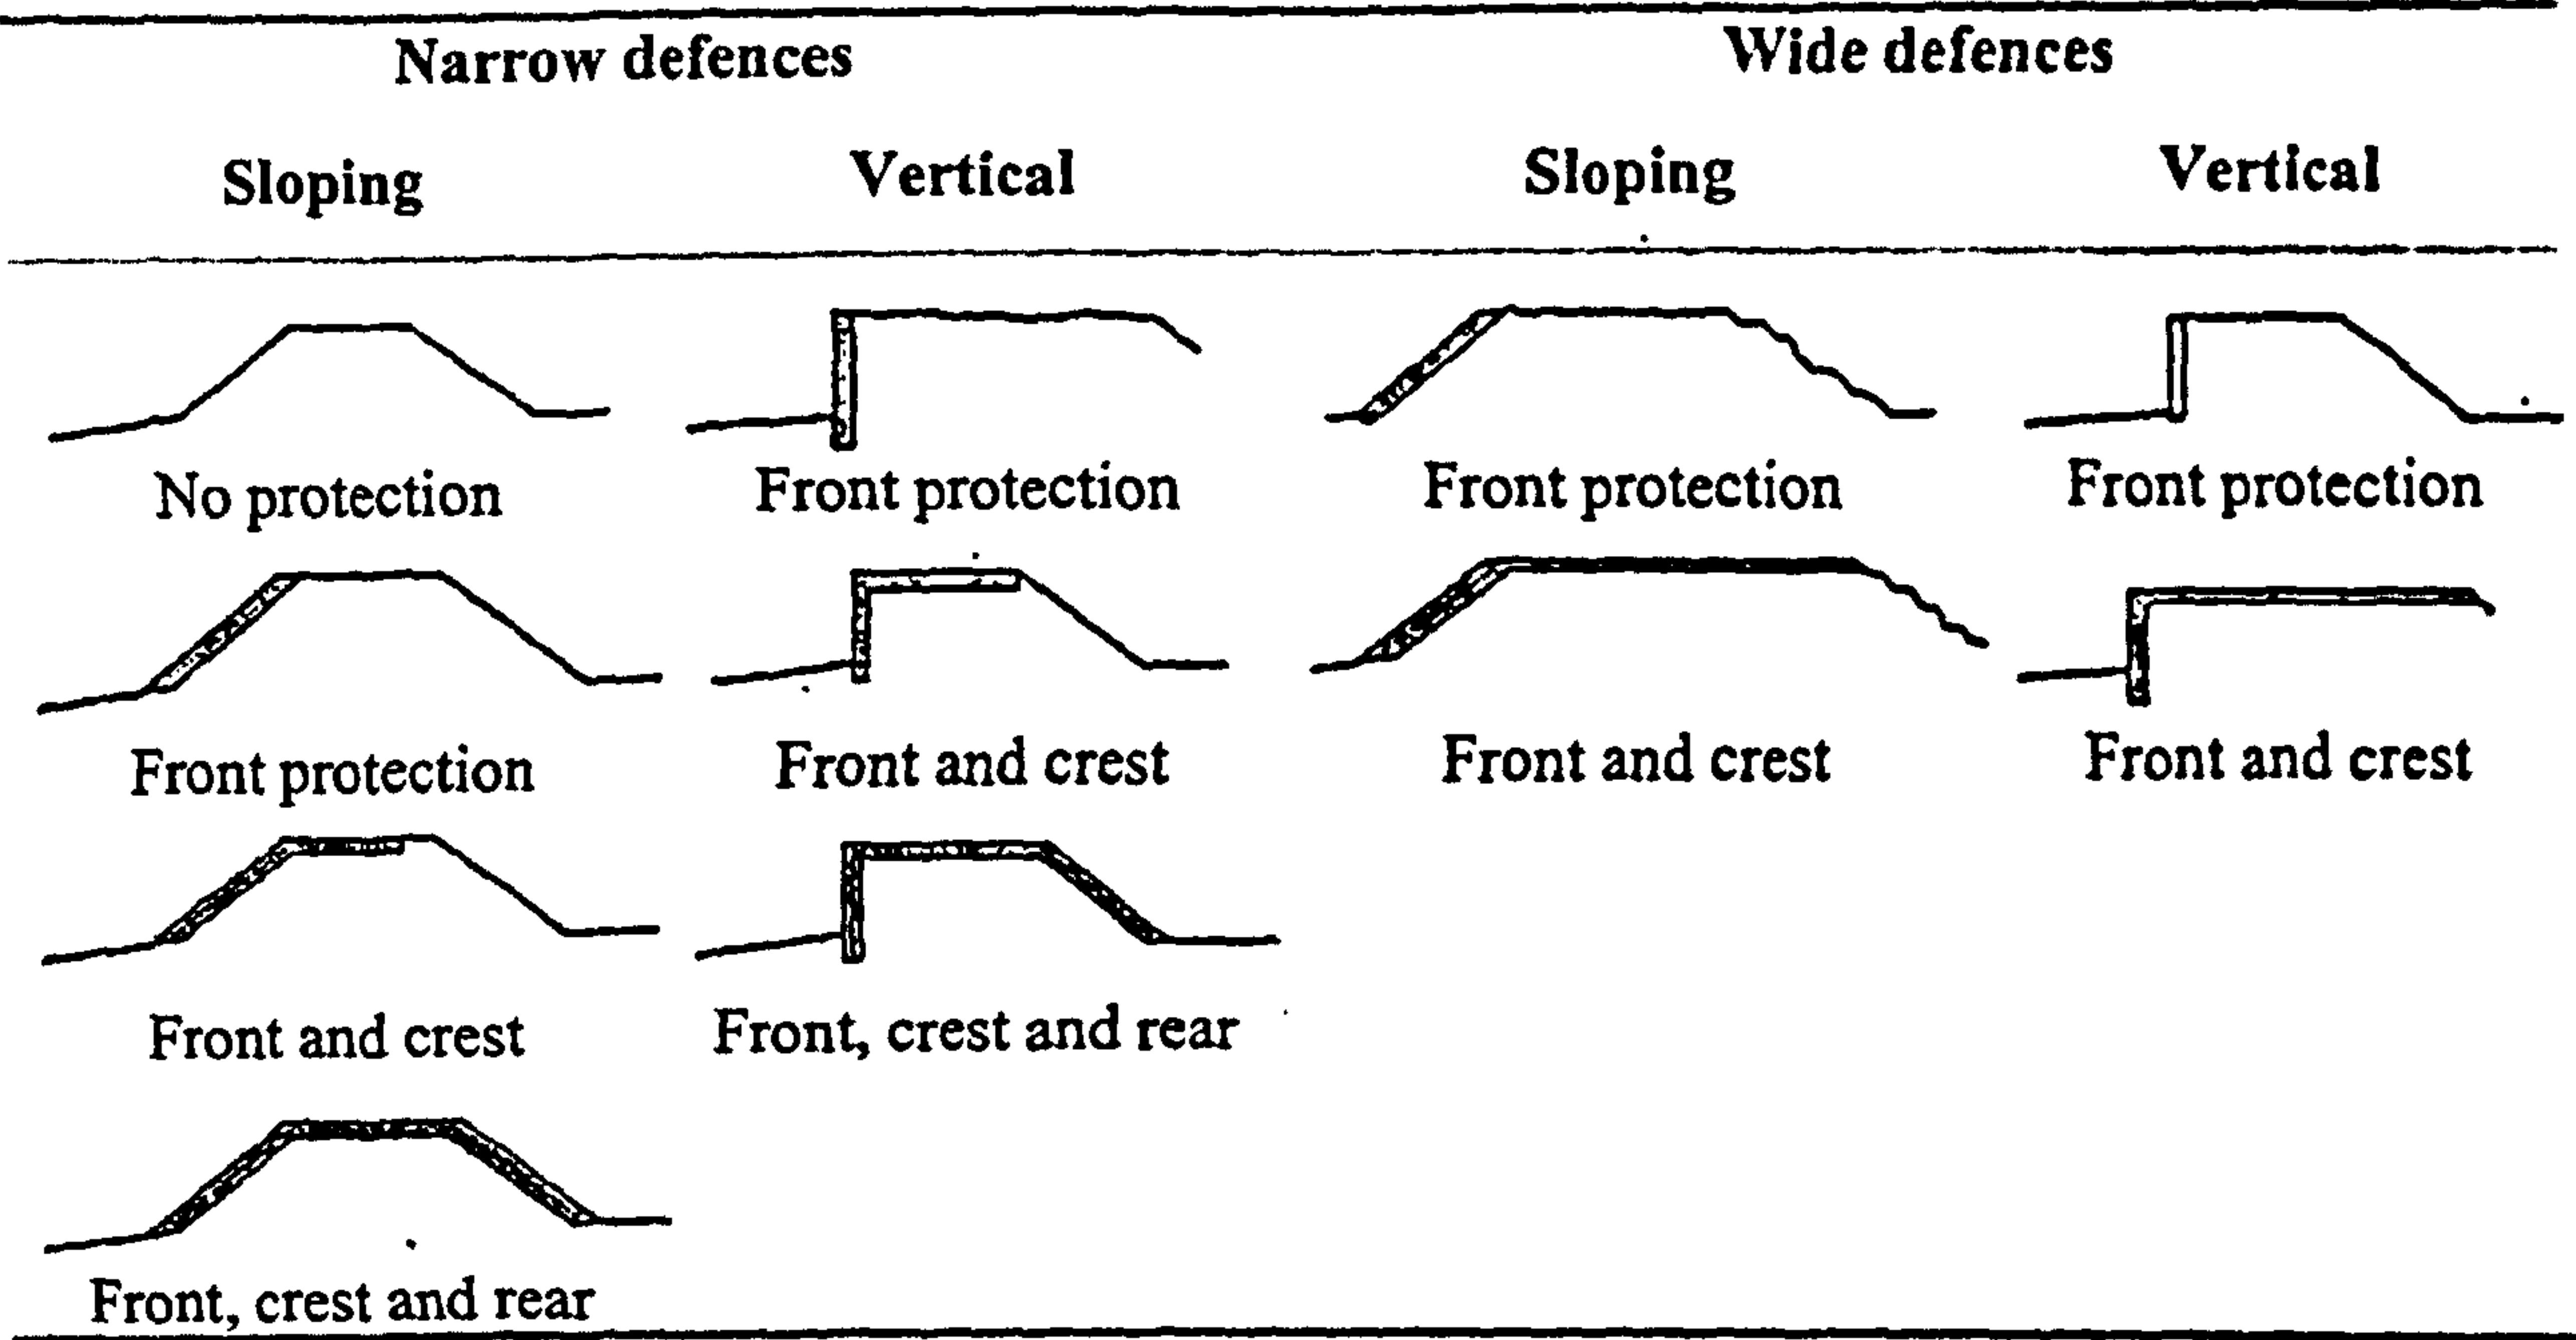 Narrow defences Wide defences
Sloping Vertical Sloping Vertical
No protection Front protection Front protection Front protection
Front protection Front and crest Front and crest Front and crest
Front and crest Front, crest and rear
Front, crest and rear